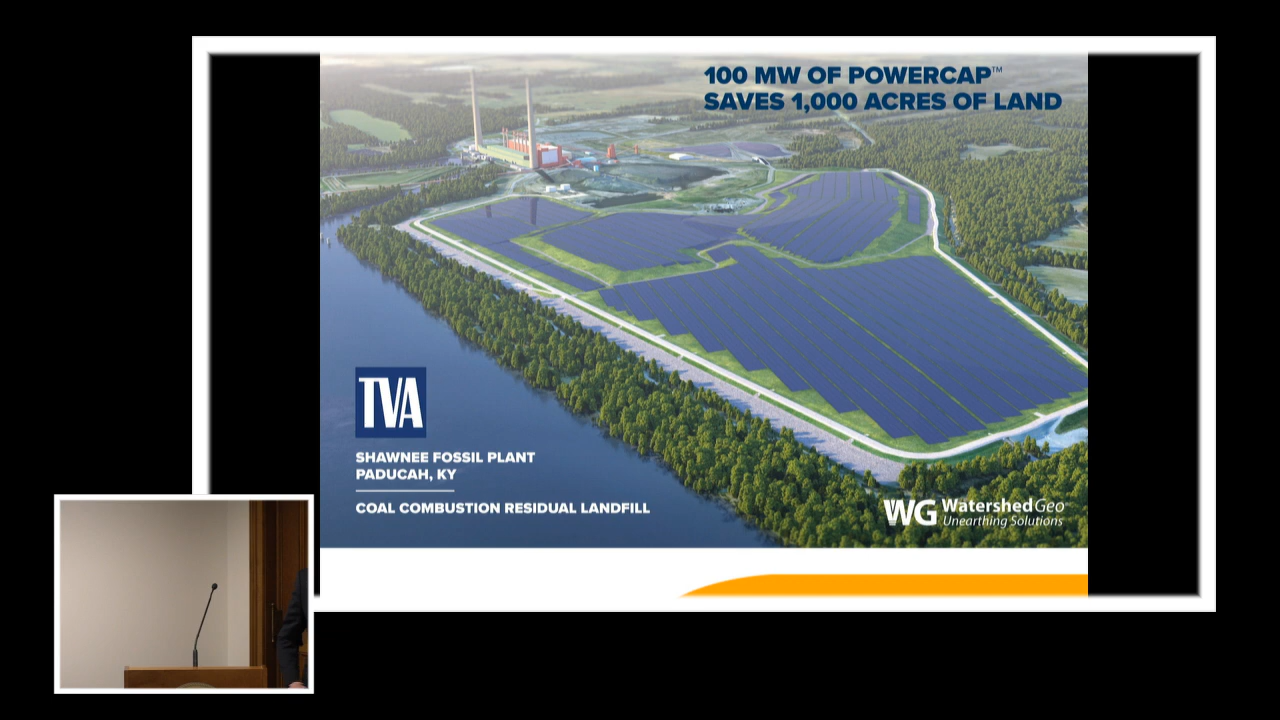 100 MW OF POWERCAP™
SAVES 1,000 ACRES OF LAND
TVA
SHAWNEE FOSSIL PLANT
PADUCAH, KY
COAL COMBUSTION RESIDUAL LANDFILL
WG WatershedGeo
Unearthing Solutions